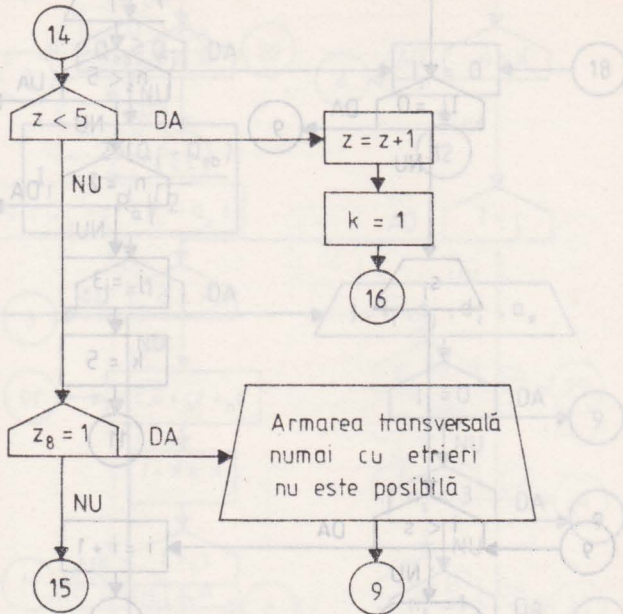 14
z < 5
DA
z = z+1
NU
k = 1
16
z₈ = 1
DA
Armarea transversală
numai cu etrieri
nu este posibilă
NU
15
9